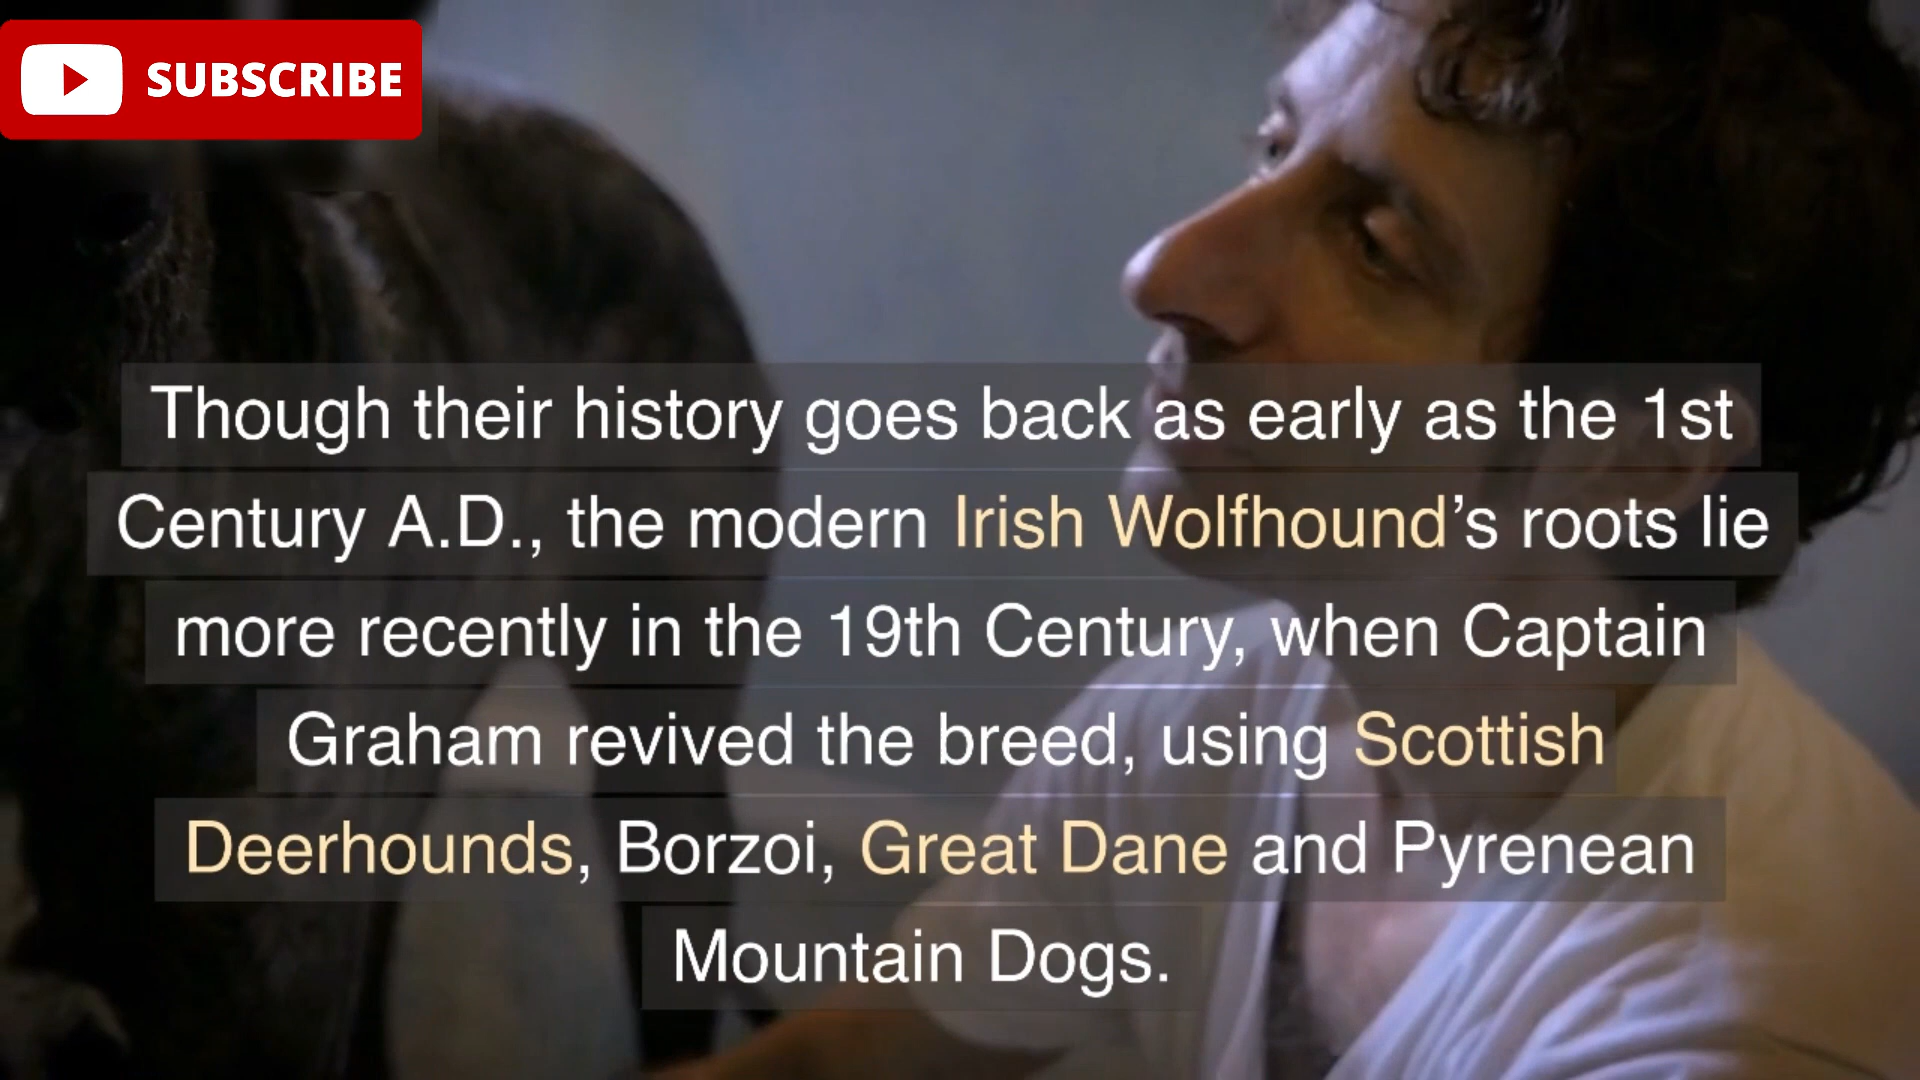 SUBSCRIBE
Though their history goes back as early as the 1st
Century A.D., the modern Irish Wolfhound’s roots lie
more recently in the 19th Century, when Captain
Graham revived the breed, using Scottish
Deerhounds, Borzoi, Great Dane and Pyrenean
Mountain Dogs.